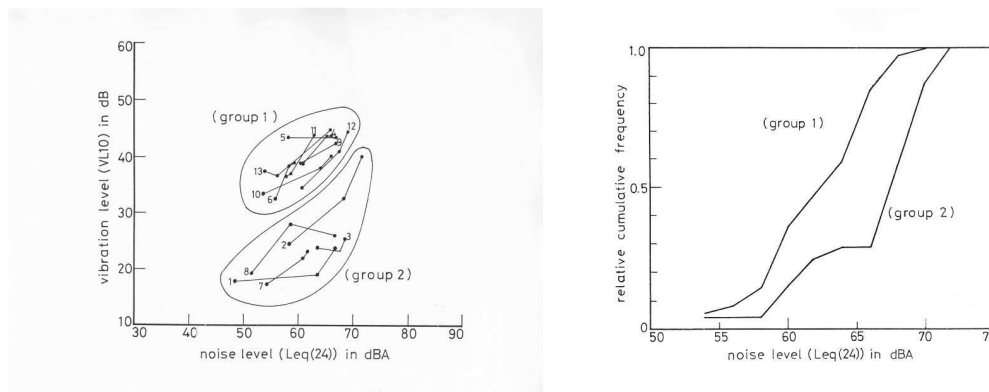 60
50
40
30
20
10
vibration level (VL10) in dB
(group 1)
11
12
5
13
10
6
2
3
8
1
7
(group 2)
30 40 50 60 70 80 90
noise level (Leq(24)) in dBA
1.0
0.5
0
relative cumulative frequency
(group 1)
(group 2)
50 55 60 65 70 75
noise level (Leq(24)) in dBA